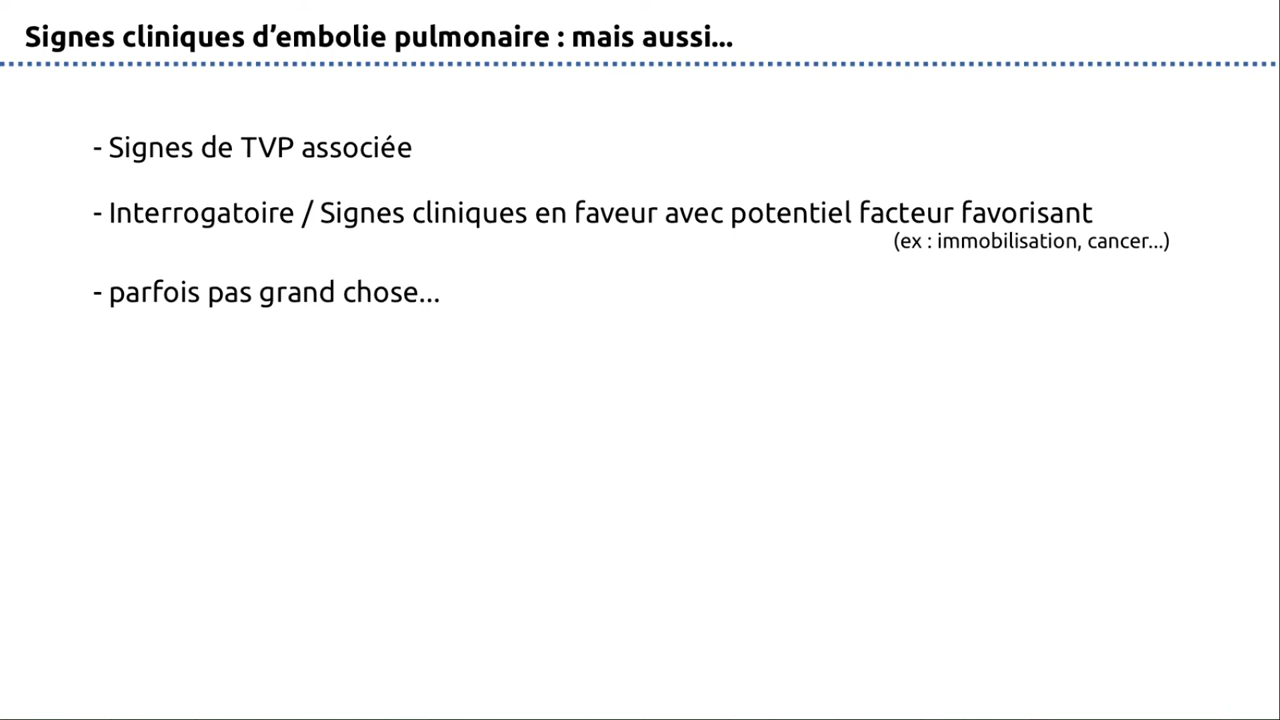 Signes cliniques d’embolie pulmonaire : mais aussi...
- Signes de TVP associée
- Interrogatoire / Signes cliniques en faveur avec potentiel facteur favorisant
(ex : immobilisation, cancer...)
- parfois pas grand chose...